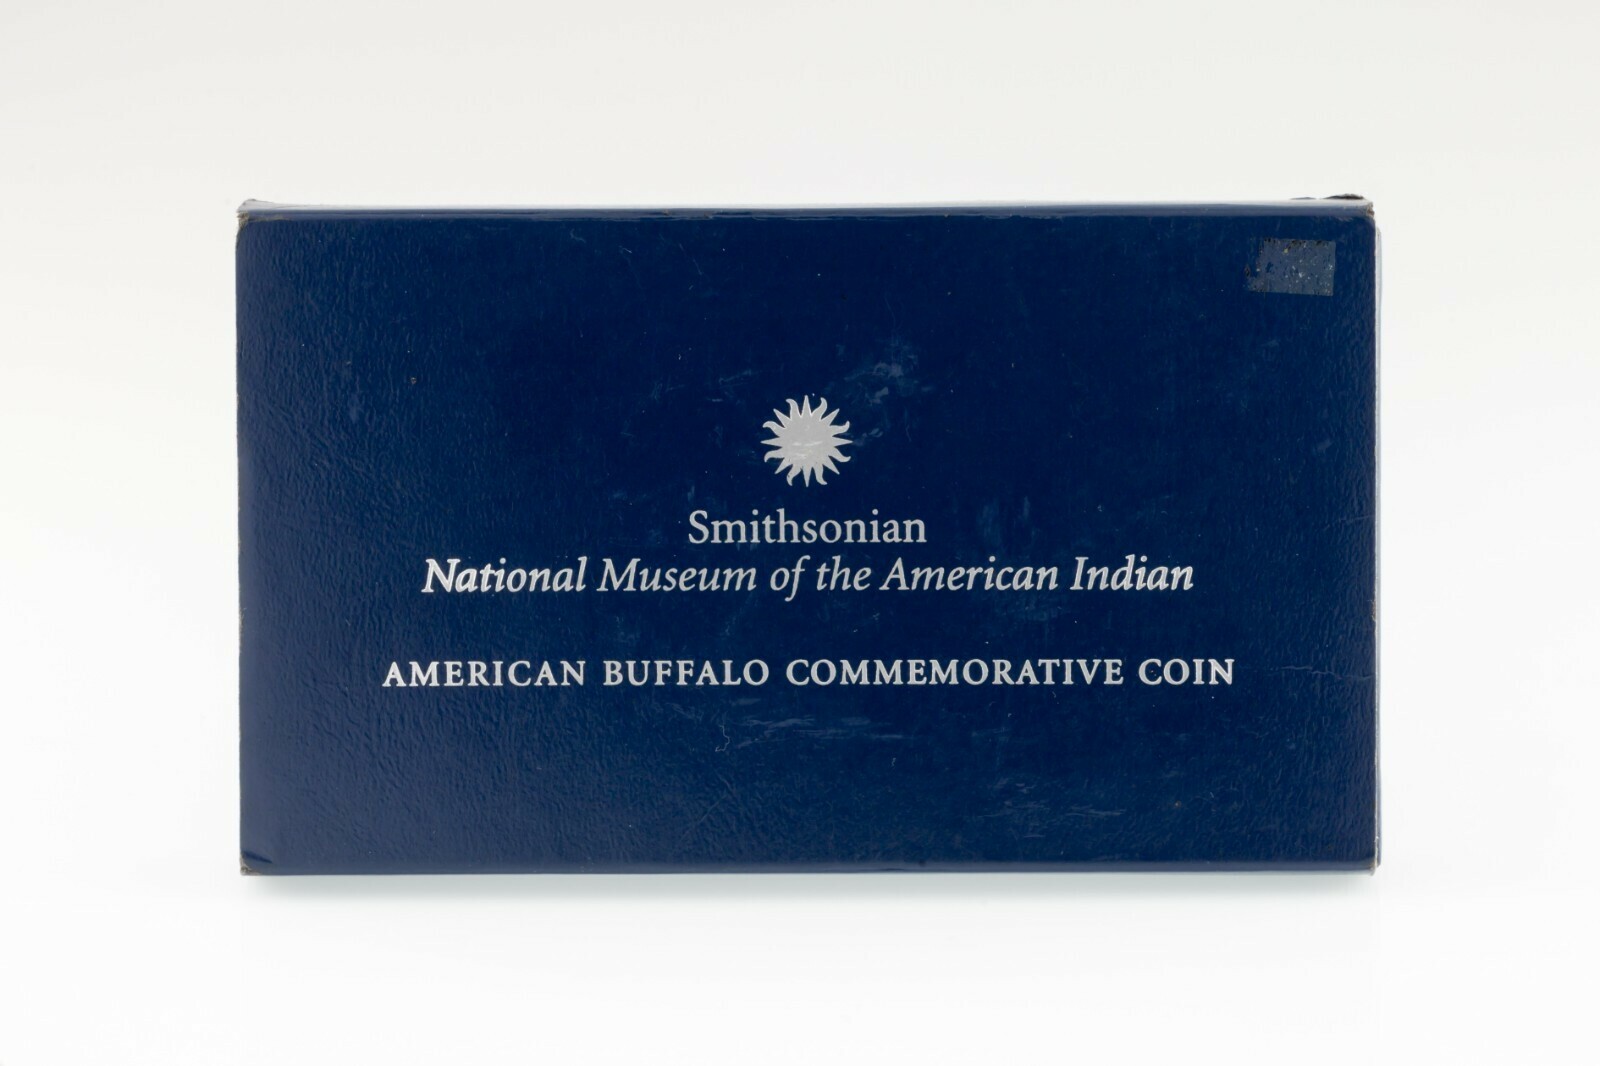 Smithsonian
National Museum of the American Indian
AMERICAN BUFFALO COMMEMORATIVE COIN